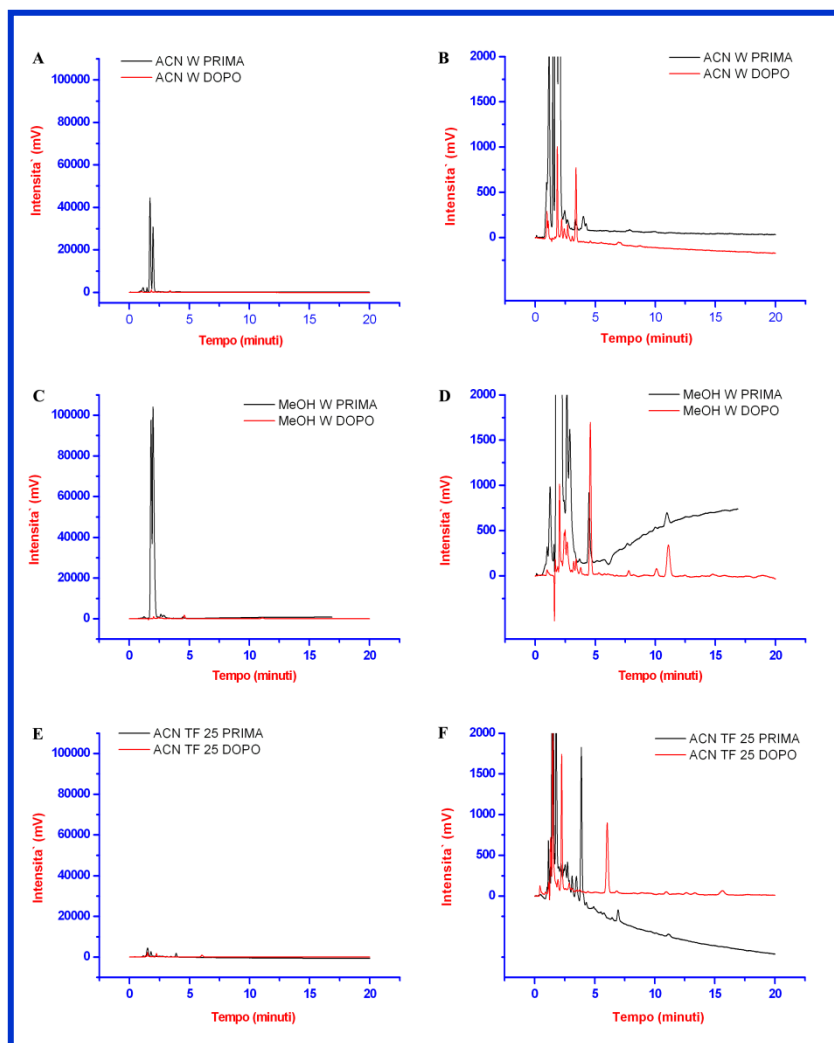 A
ACN W PRIMA
ACN W DOPO
100000
80000
60000
40000
20000
0
Intensita` (mV)
0 5 10 15 20
Tempo (minuti)
B
ACN W PRIMA
ACN W DOPO
2000
1500
1000
500
0
Intensita` (mV)
0 5 10 15 20
Tempo (minuti)
C
MeOH W PRIMA
MeOH W DOPO
100000
80000
60000
40000
20000
0
Intensita` (mV)
0 5 10 15 20
Tempo (minuti)
D
MeOH W PRIMA
MeOH W DOPO
2000
1500
1000
500
0
Intensita` (mV)
0 5 10 15 20
Tempo (minuti)
E
ACN TF 25 PRIMA
ACN TF 25 DOPO
100000
80000
60000
40000
20000
0
Intensita` (mV)
0 5 10 15 20
Tempo (minuti)
F
ACN TF 25 PRIMA
ACN TF 25 DOPO
2000
1500
1000
500
0
Intensita` (mV)
0 5 10 15 20
Tempo (minuti)